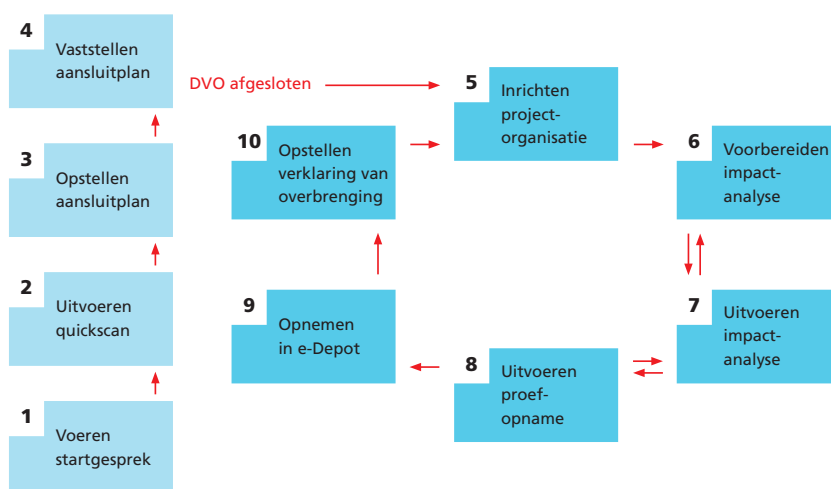 4
Vaststellen
aansluitplan
3
Opstellen
aansluitplan
2
Uitvoeren
quickscan
1
Voeren
startgesprek
DVO afgesloten
5
Inrichten
project-
organisatie
6
Voorbereiden
impact-
analyse
7
Uitvoeren
impact-
analyse
8
Uitvoeren
proef-
opname
9
Opnemen
in e-Depot
10
Opstellen
verklaring van
overbrenging